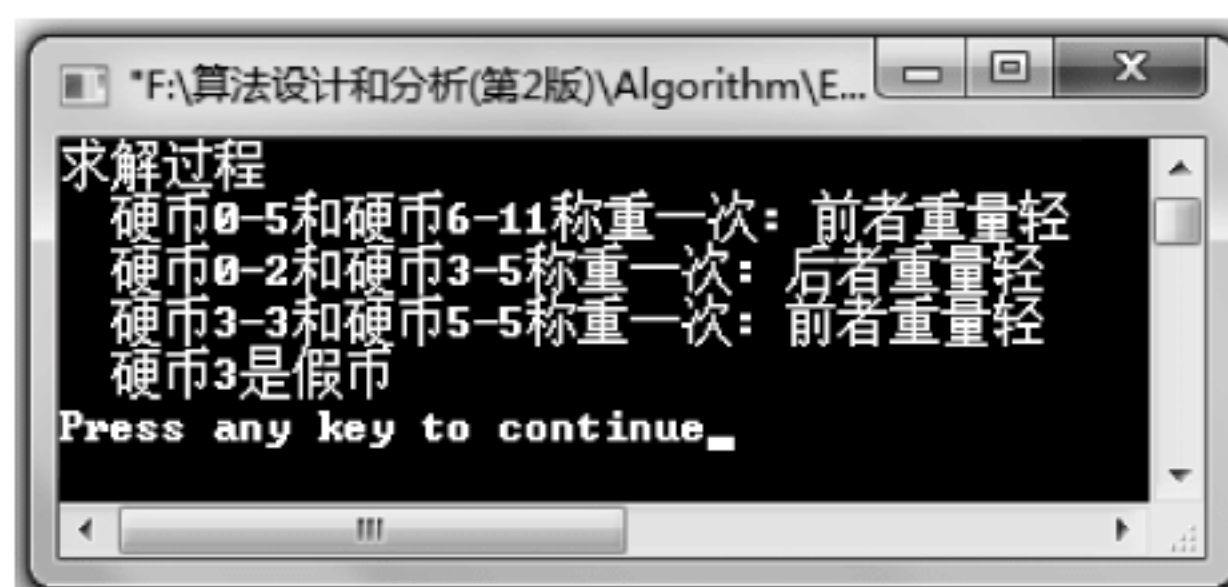 *F:\算法设计和分析(第2版)\Algorithm\E...
求解过程
硬币0-5和硬币6-11称重一次：前者重量轻
硬币0-2和硬币3-5称重一次：后者重量轻
硬币3-3和硬币5-5称重一次：前者重量轻
硬币3是假币
Press any key to continue_